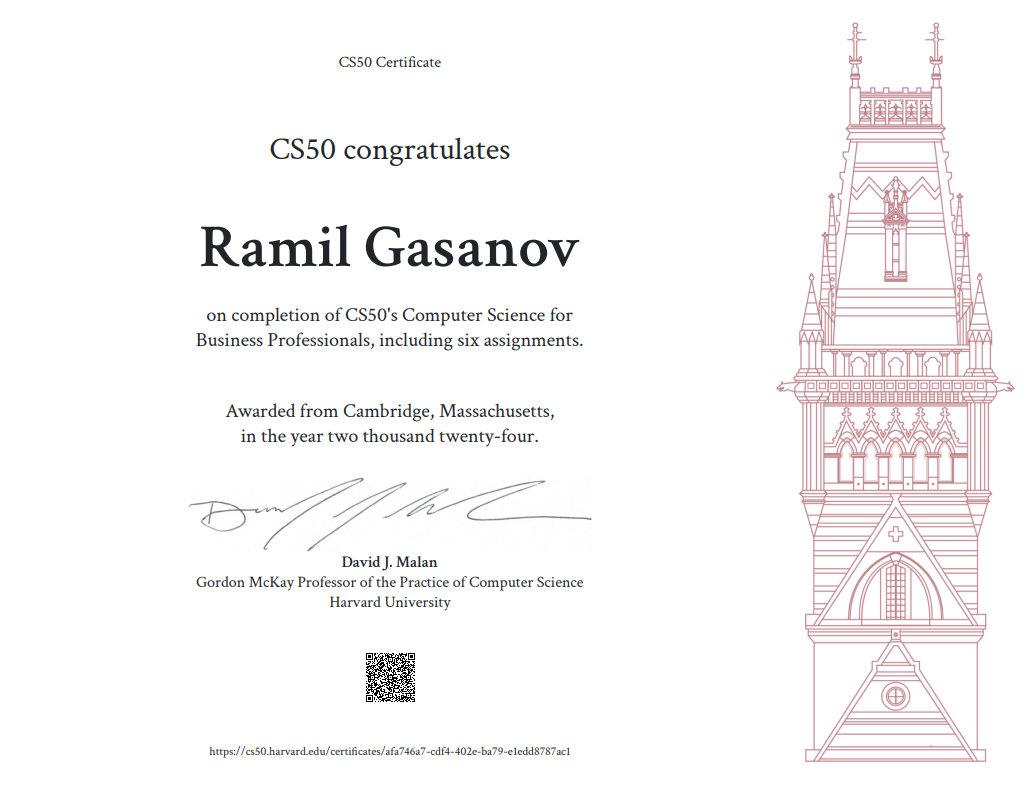 CS50 Certificate
CS50 congratulates
Ramil Gasanov
on completion of CS50's Computer Science for
Business Professionals, including six assignments.
Awarded from Cambridge, Massachusetts,
in the year two thousand twenty-four.
David J. Malan
Gordon McKay Professor of the Practice of Computer Science
Harvard University
https://cs50.harvard.edu/certificates/afa746a7-cdf4-402e-ba79-e1edd8787ac1